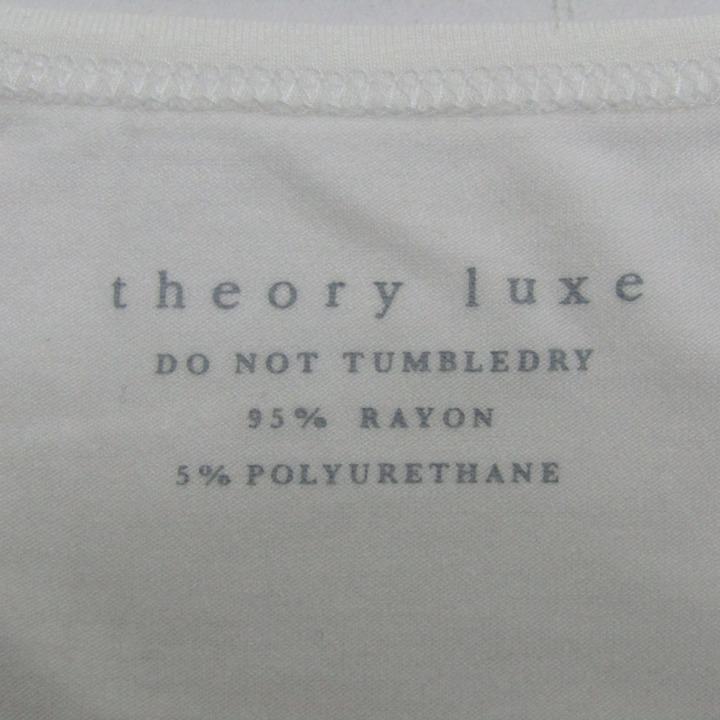 theory luxe
DO NOT TUMBLEDRY
95% RAYON
5% POLYURETHANE